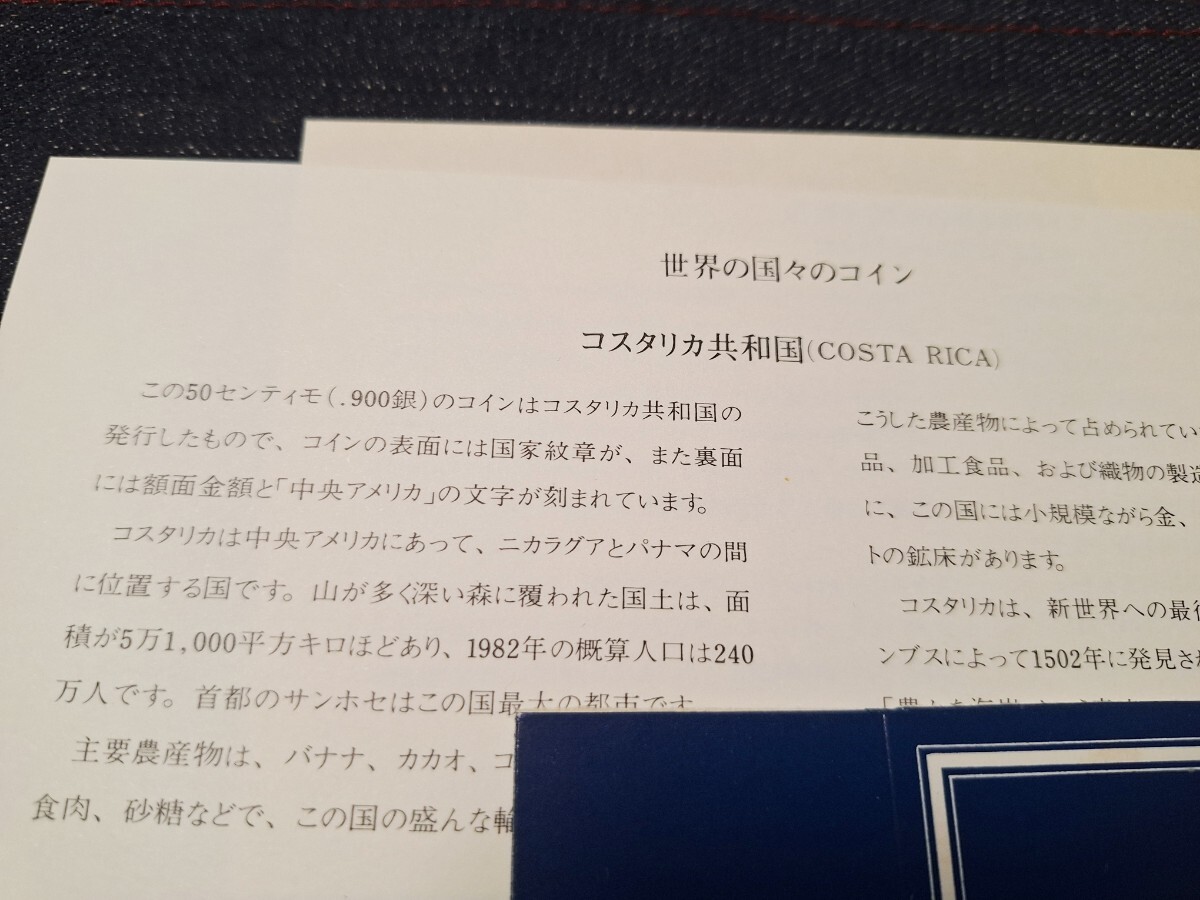 世界の国々のコイン
コスタリカ共和国(COSTA RICA)
この50センティモ(.900銀)のコインはコスタリカ共和国の
発行したもので、コインの表面には国家紋章が、また裏面
には額面金額と「中央アメリカ」の文字が刻まれています。
コスタリカは中央アメリカにあって、ニカラグアとパナマの間
に位置する国です。山が多く深い森に覆われた国土は、面
積が5万1,000平方キロほどあり、1982年の概算人口は240
万人です。首都のサンホセはこの国最大の都市です。
主要農産物は、バナナ、カカオ、コ
食肉、砂糖などで、この国の盛んな輸
こうした農産物によって占められてい
品、加工食品、および織物の製造
に、この国には小規模ながら金、
トの鉱床があります。
コスタリカは、新世界への最後
ンブスによって1502年に発見され